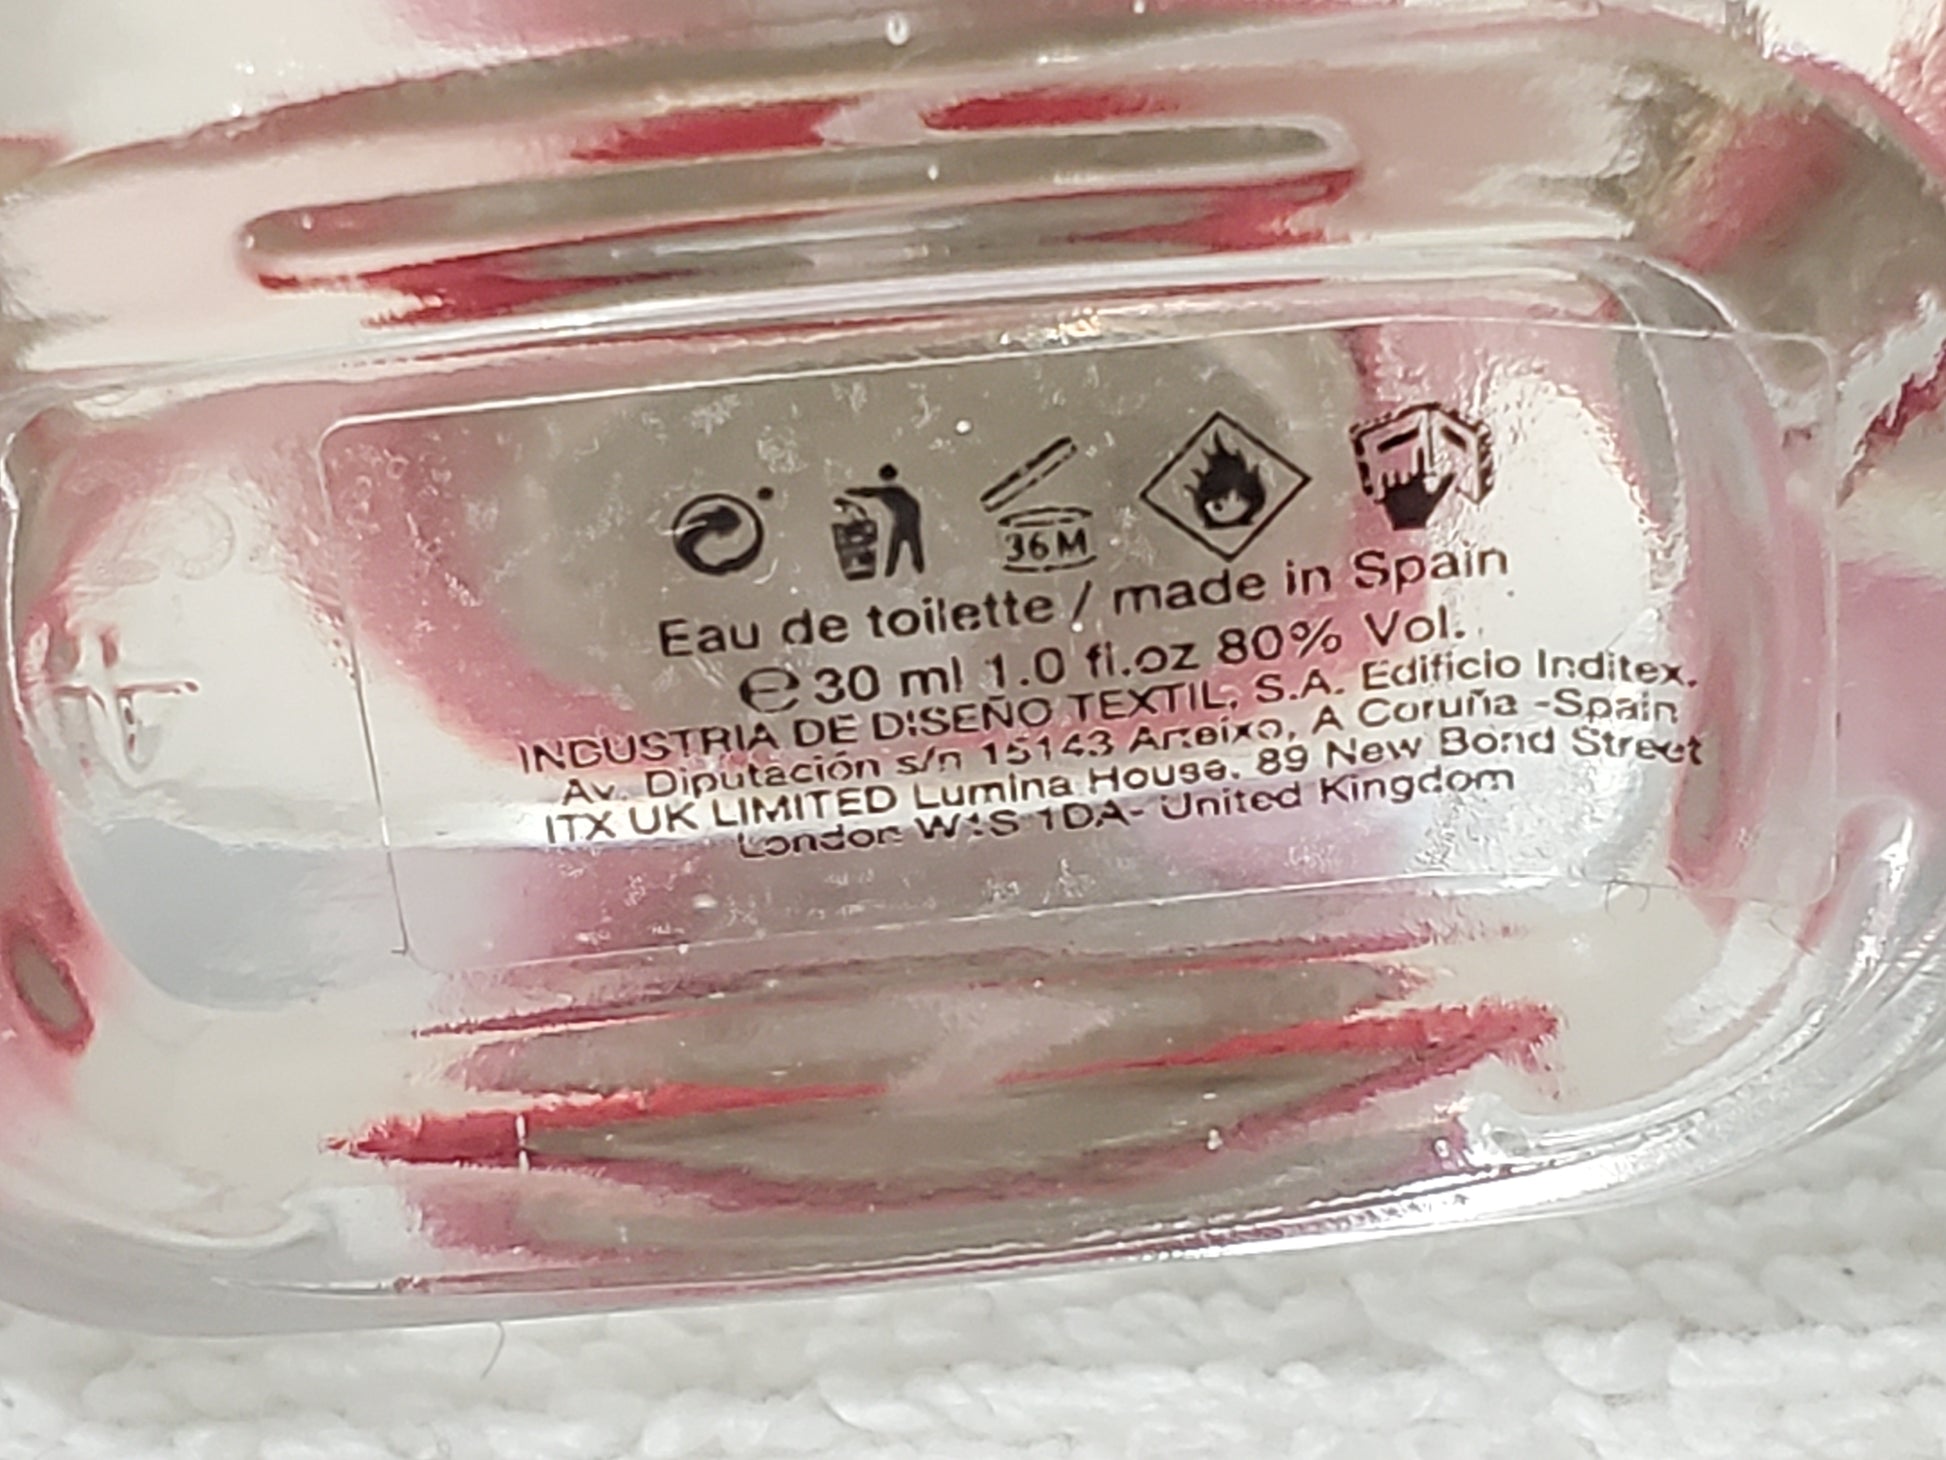 36 M
Eau de toilette / made in Spain
℮ 30 ml 1.0 fl.oz 80% Vol.
INDUSTRIA DE DISEÑO TEXTIL, S.A. Edificio Inditex.
Av. Diputación s/n 15143 Arteixo, A Coruña -Spain
ITX UK LIMITED Lumina House. 89 New Bond Street
London W1S 1DA- United Kingdom